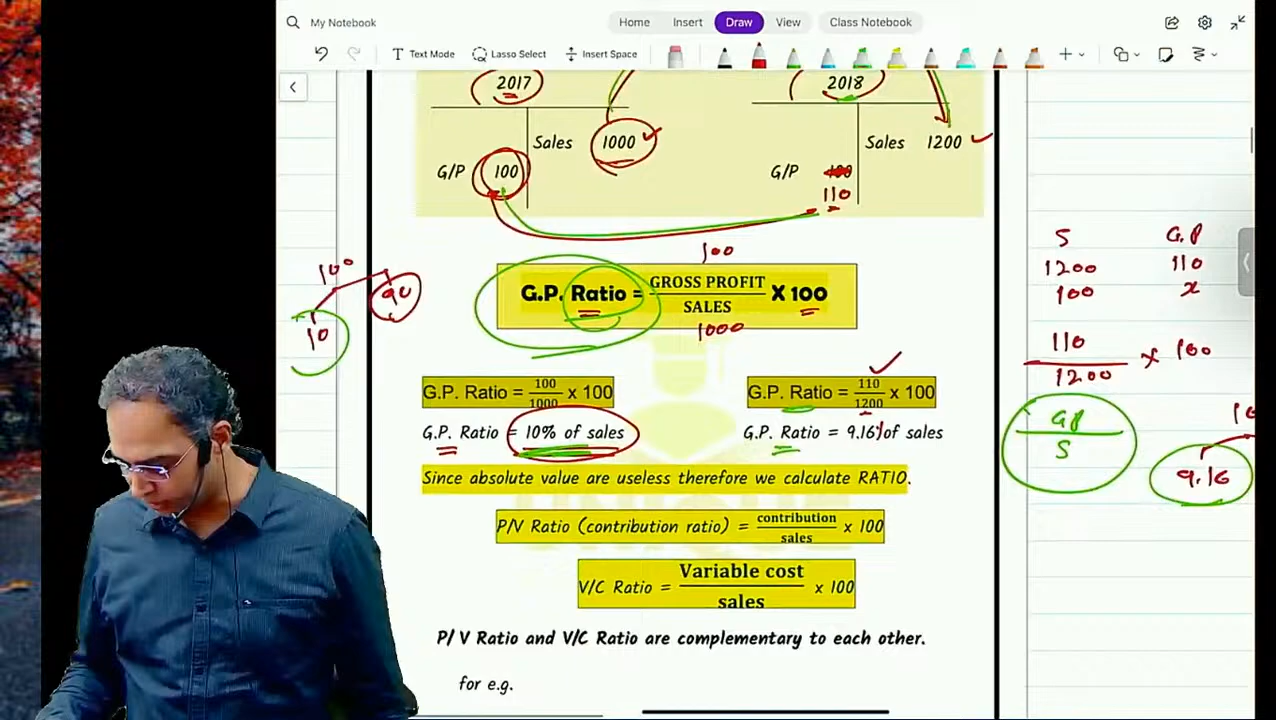 My Notebook
Home Insert Draw View Class Notebook
Text Mode Lasso Select Insert Space
2017 2018
Sales 1000 Sales 1200
G/P 100 G/P 100
110
100
G.P. Ratio = GROSS PROFIT / SALES X 100
1000
100
90
10
S G.P
1200 110
100 x
110 / 1200 x 100
GP / S
9.16
G.P. Ratio = 100/1000 x 100 G.P. Ratio = 110/1200 x 100
G.P. Ratio = 10% of sales G.P. Ratio = 9.16% of sales
Since absolute value are useless therefore we calculate RATIO.
P/V Ratio (contribution ratio) = contribution/sales x 100
V/C Ratio = Variable cost/sales x 100
P/ V Ratio and V/C Ratio are complementary to each other.
for e.g.